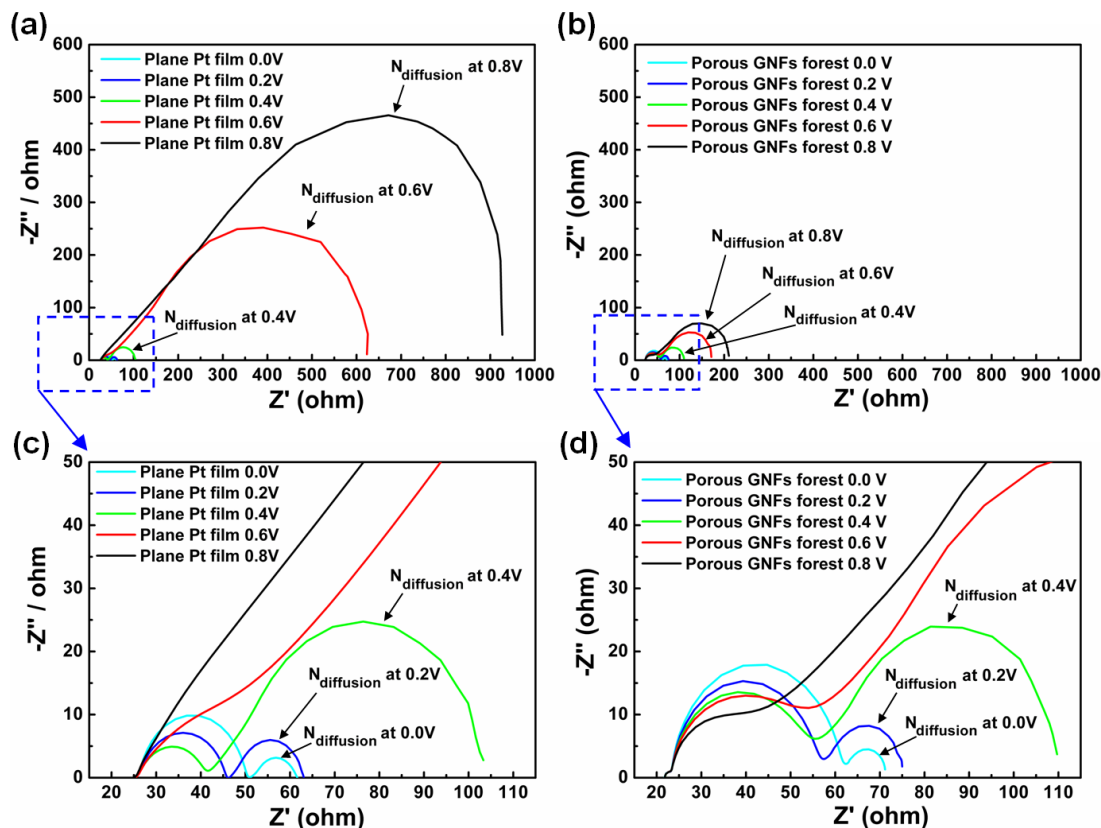 (a)
600
500
400
300
200
100
0
-Z" / ohm
Plane Pt film 0.0V
Plane Pt film 0.2V
Plane Pt film 0.4V
Plane Pt film 0.6V
Plane Pt film 0.8V
Ndiffusion at 0.8V
Ndiffusion at 0.6V
Ndiffusion at 0.4V
0 100 200 300 400 500 600 700 800 900 1000
Z' (ohm)
(b)
600
500
400
300
200
100
0
-Z" (ohm)
Porous GNFs forest 0.0 V
Porous GNFs forest 0.2 V
Porous GNFs forest 0.4 V
Porous GNFs forest 0.6 V
Porous GNFs forest 0.8 V
Ndiffusion at 0.8V
Ndiffusion at 0.6V
Ndiffusion at 0.4V
0 100 200 300 400 500 600 700 800 900 1000
Z' (ohm)
(c)
50
40
30
20
10
0
-Z" / ohm
Plane Pt film 0.0V
Plane Pt film 0.2V
Plane Pt film 0.4V
Plane Pt film 0.6V
Plane Pt film 0.8V
Ndiffusion at 0.4V
Ndiffusion at 0.2V
Ndiffusion at 0.0V
20 30 40 50 60 70 80 90 100 110
Z' (ohm)
(d)
50
40
30
20
10
0
-Z" (ohm)
Porous GNFs forest 0.0 V
Porous GNFs forest 0.2 V
Porous GNFs forest 0.4 V
Porous GNFs forest 0.6 V
Porous GNFs forest 0.8 V
Ndiffusion at 0.4V
Ndiffusion at 0.2V
Ndiffusion at 0.0V
20 30 40 50 60 70 80 90 100 110
Z' (ohm)